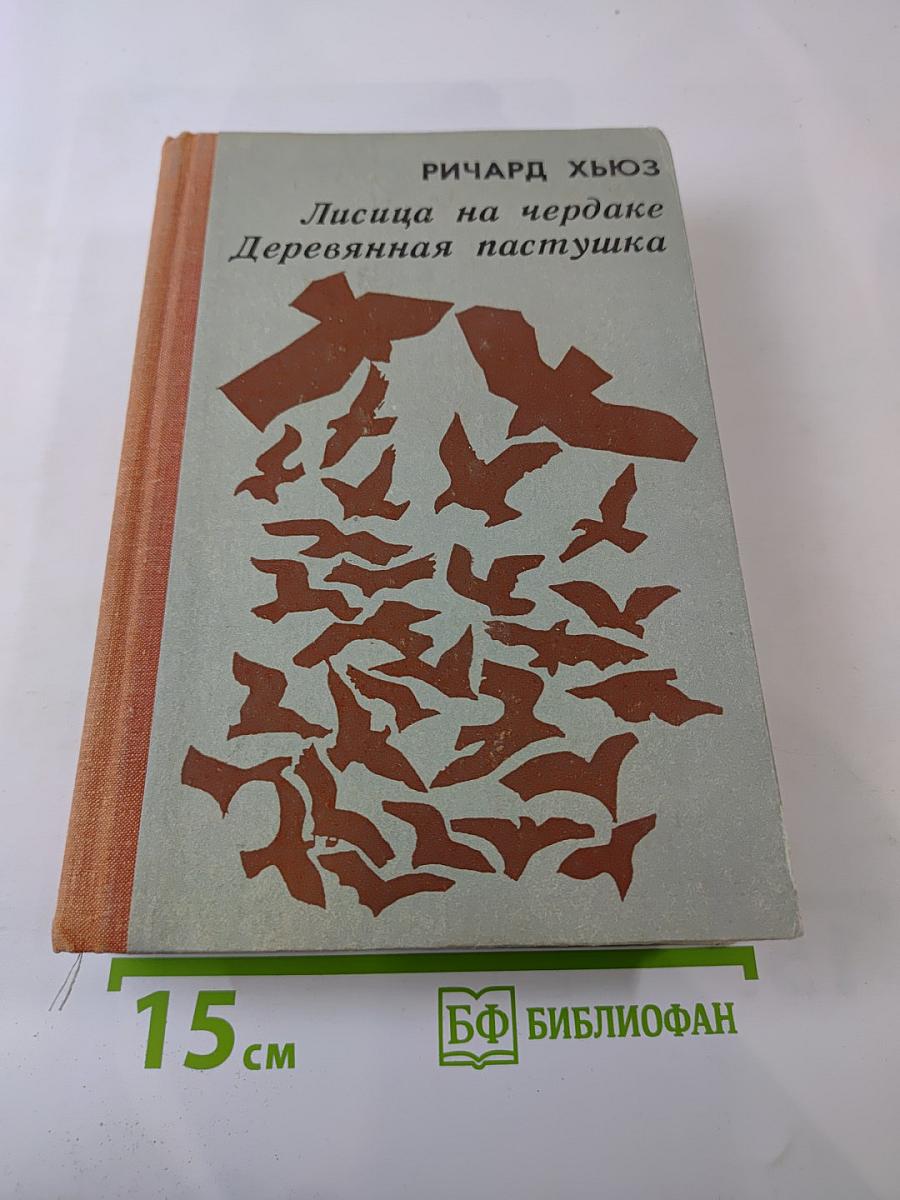 РИЧАРД ХЬЮЗ
Лисица на чердаке
Деревянная пастушка
15 см
БФ БИБЛИОФАН